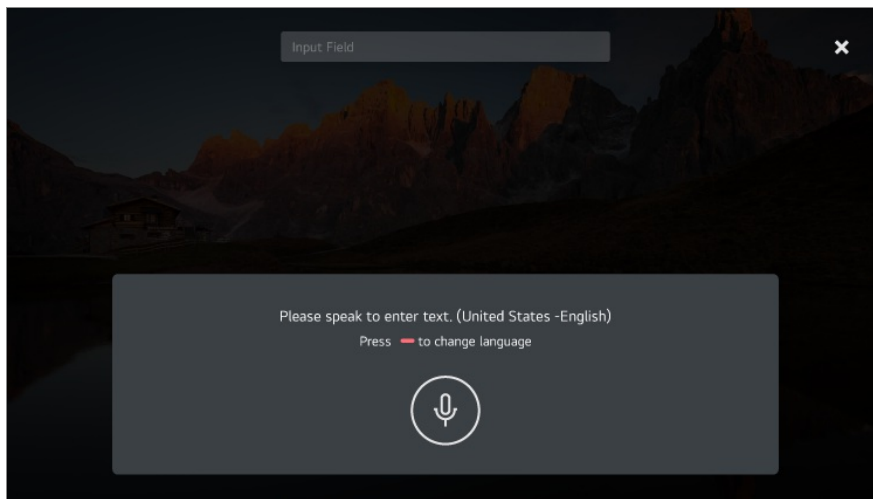 Input Field
Please speak to enter text. (United States -English)
Press to change language